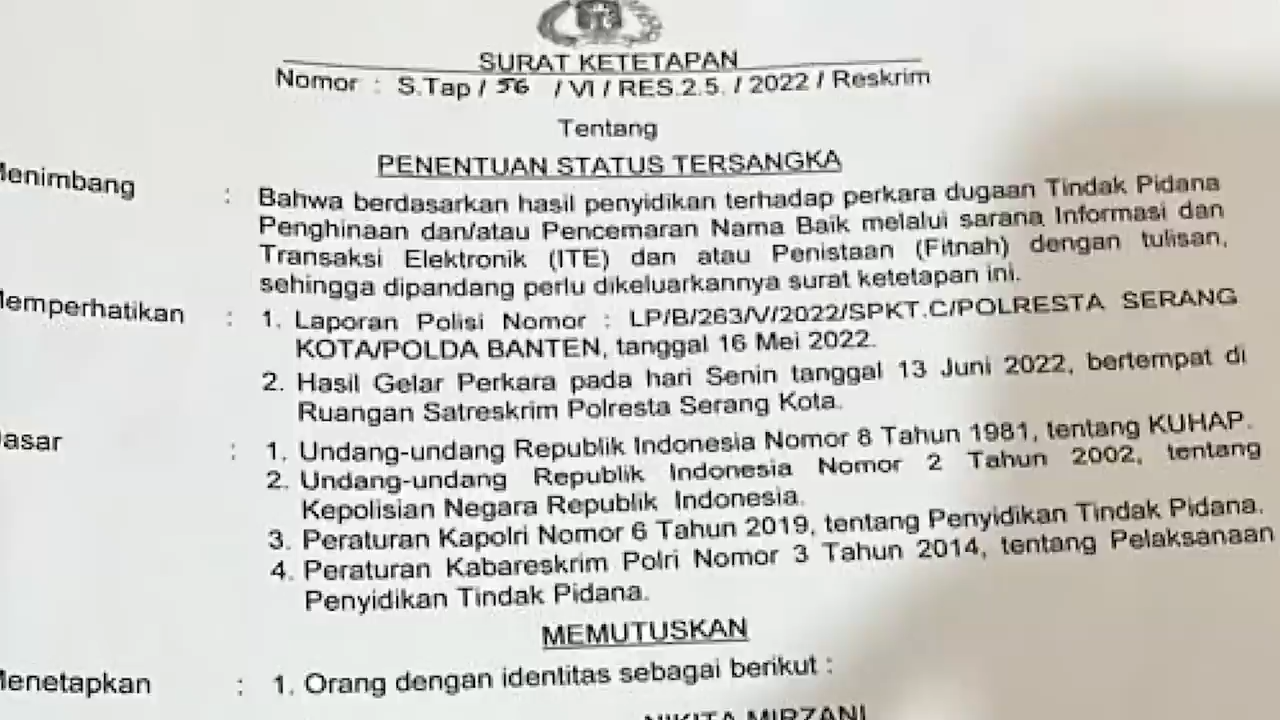 SURAT KETETAPAN
Nomor : S.Tap / 56 / VI / RES.2.5. / 2022 / Reskrim
Tentang
PENENTUAN STATUS TERSANGKA
Menimbang : Bahwa berdasarkan hasil penyidikan terhadap perkara dugaan Tindak Pidana
Penghinaan dan/atau Pencemaran Nama Baik melalui sarana Informasi dan
Transaksi Elektronik (ITE) dan atau Penistaan (Fitnah) dengan tulisan,
sehingga dipandang perlu dikeluarkannya surat ketetapan ini.
Memperhatikan : 1. Laporan Polisi Nomor : LP/B/263/V/2022/SPKT.C/POLRESTA SERANG
KOTA/POLDA BANTEN, tanggal 16 Mei 2022.
2. Hasil Gelar Perkara pada hari Senin tanggal 13 Juni 2022, bertempat di
Ruangan Satreskrim Polresta Serang Kota.
asar : 1. Undang-undang Republik Indonesia Nomor 8 Tahun 1981, tentang KUHAP.
2. Undang-undang Republik Indonesia Nomor 2 Tahun 2002, tentang
Kepolisian Negara Republik Indonesia.
3. Peraturan Kapolri Nomor 6 Tahun 2019, tentang Penyidikan Tindak Pidana.
4. Peraturan Kabareskrim Polri Nomor 3 Tahun 2014, tentang Pelaksanaan
Penyidikan Tindak Pidana.
MEMUTUSKAN
Menetapkan : 1. Orang dengan identitas sebagai berikut :
NIKITA MIRZANI